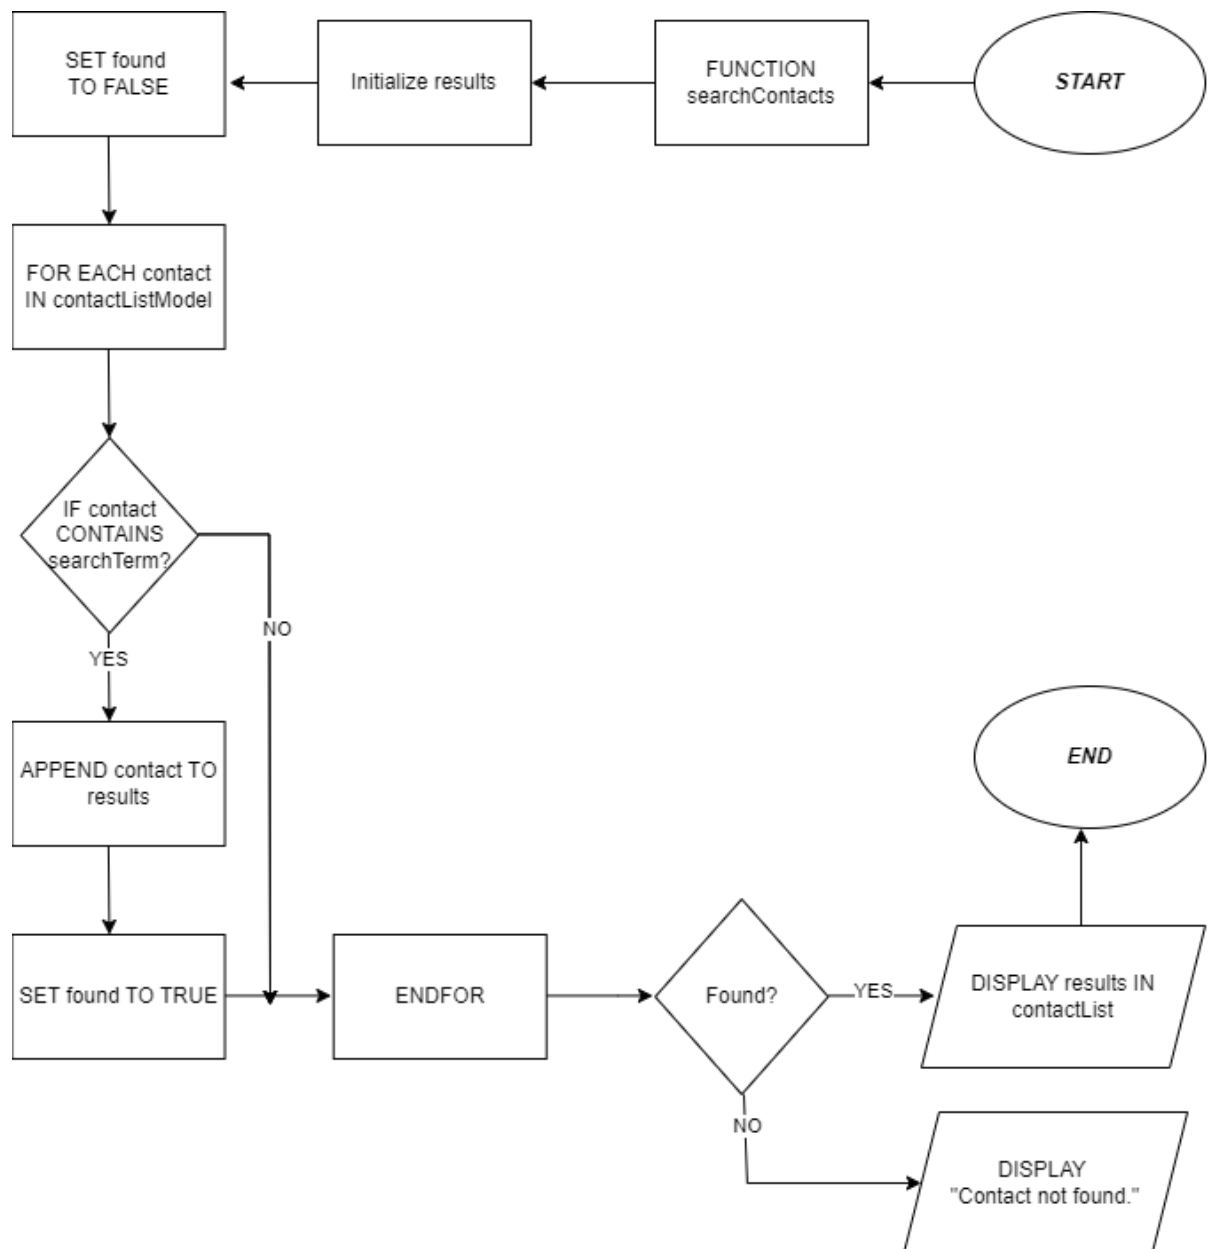 START
FUNCTION
searchContacts
Initialize results
SET found
TO FALSE
FOR EACH contact
IN contactListModel
IF contact
CONTAINS
searchTerm?
NO
YES
APPEND contact TO
results
SET found TO TRUE
ENDFOR
Found?
YES
DISPLAY results IN
contactList
END
NO
DISPLAY
"Contact not found."